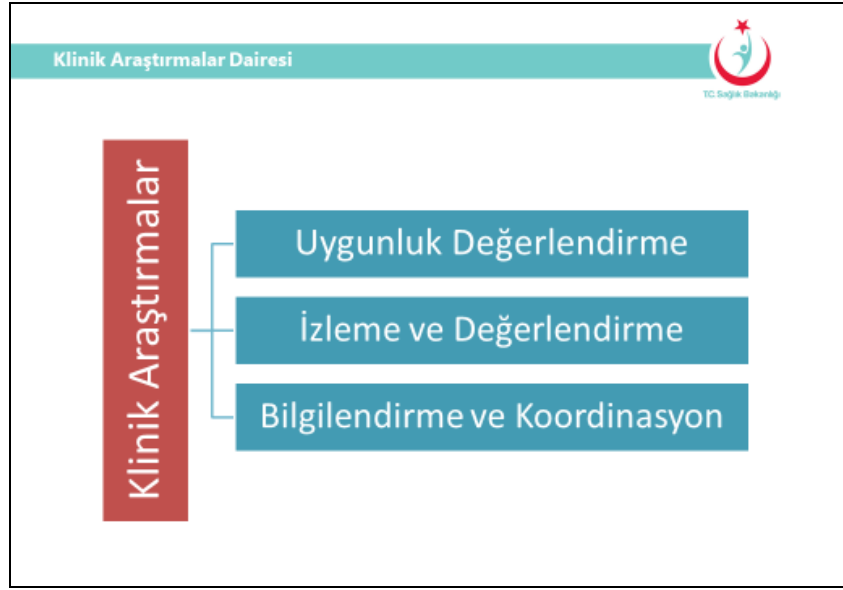 Klinik Araştırmalar Dairesi
T.C. Sağlık Bakanlığı
Klinik Araştırmalar
Uygunluk Değerlendirme
İzleme ve Değerlendirme
Bilgilendirme ve Koordinasyon